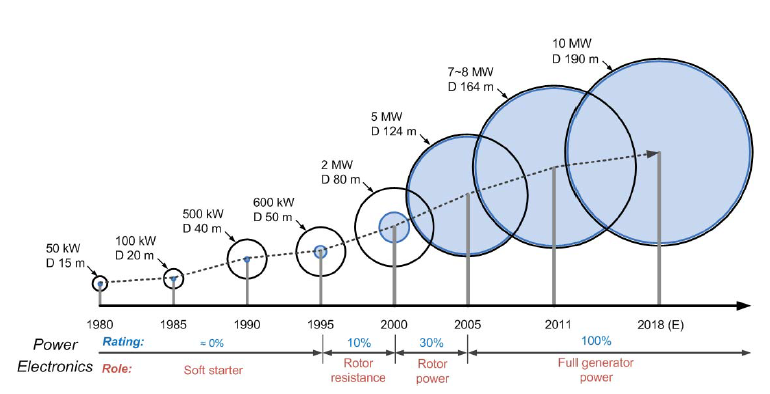 10 MW
D 190 m
7~8 MW
D 164 m
5 MW
D 124 m
2 MW
D 80 m
600 kW
D 50 m
500 kW
D 40 m
100 kW
D 20 m
50 kW
D 15 m
1980 1985 1990 1995 2000 2005 2011 2018 (E)
Power
Electronics
Rating: ≈ 0% 10% 30% 100%
Role: Soft starter
Rotor
resistance
Rotor
power
Full generator
power